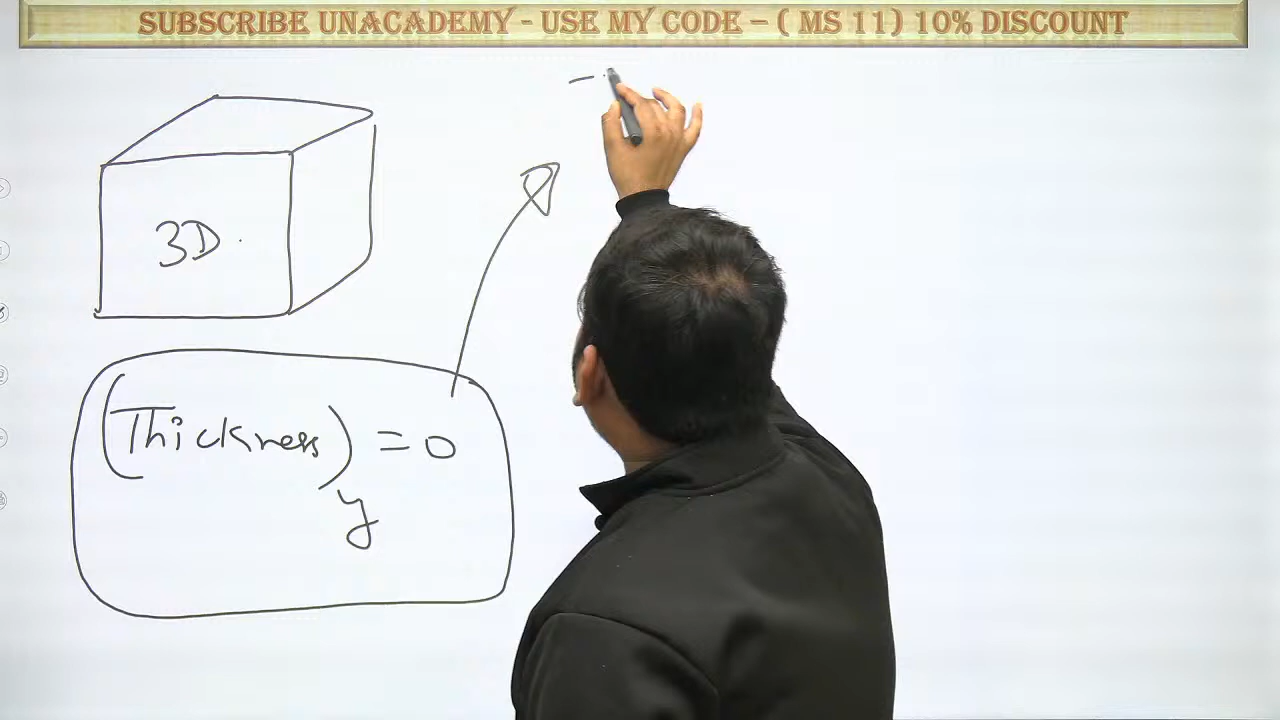 SUBSCRIBE UNACADEMY - USE MY CODE – ( MS 11) 10% DISCOUNT
3D
(Thickness)y = 0